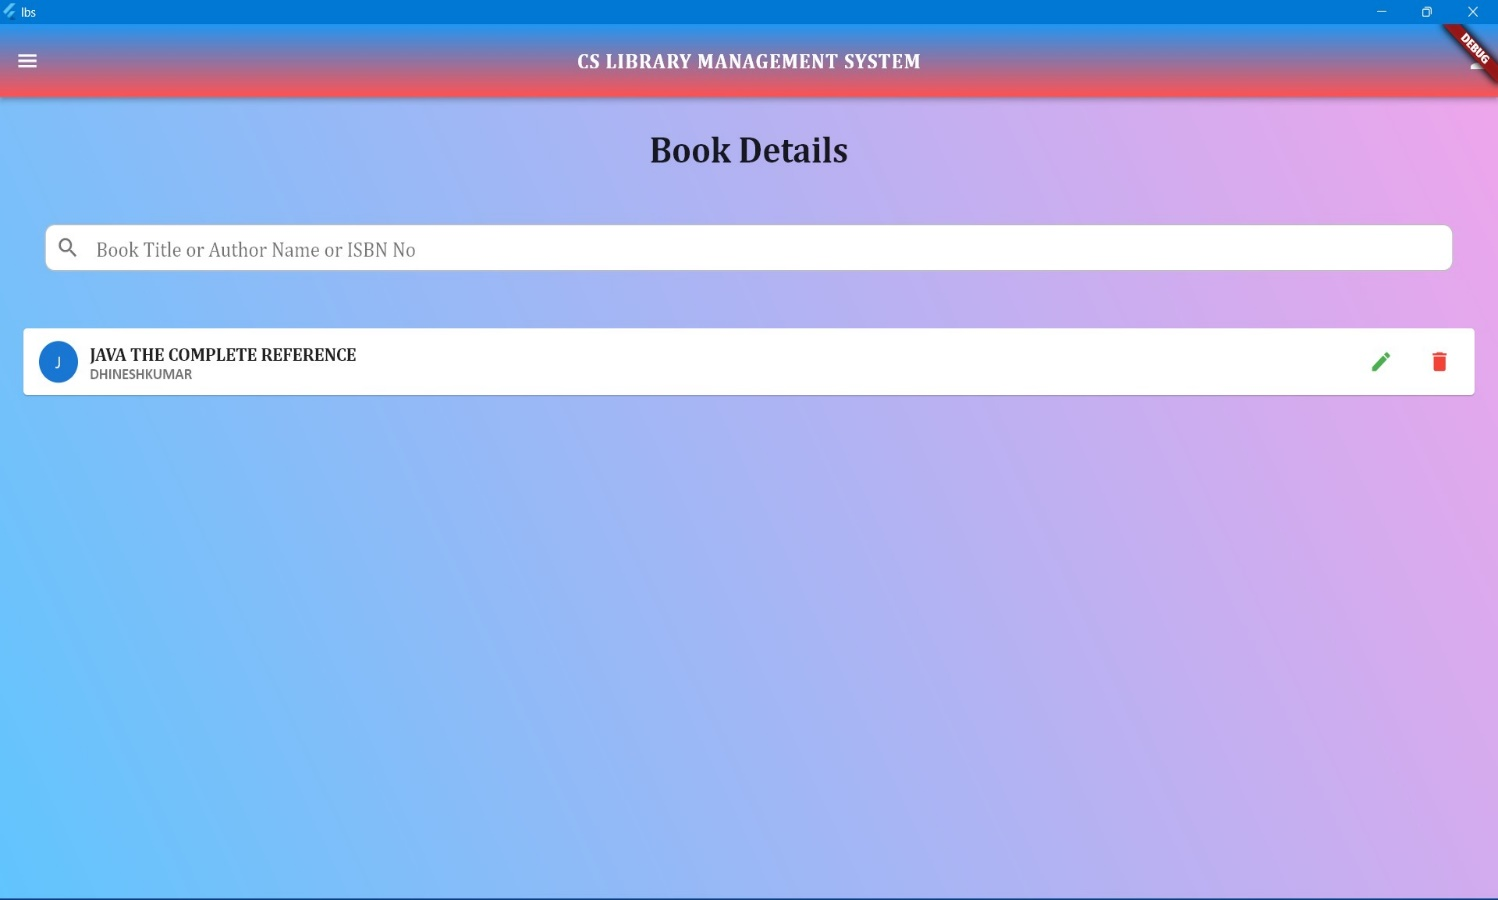 lbs
DEBUG
CS LIBRARY MANAGEMENT SYSTEM
Book Details
Book Title or Author Name or ISBN No
J
JAVA THE COMPLETE REFERENCE
DHINESHKUMAR